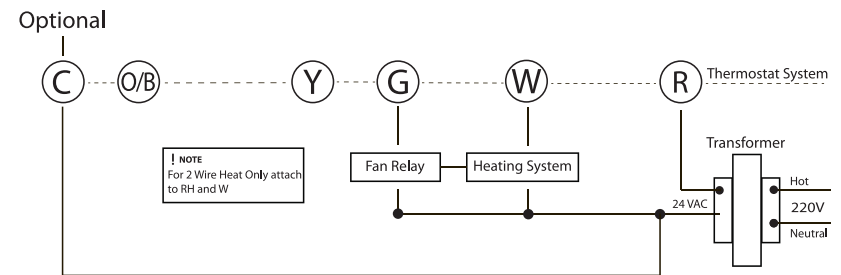 Optional
C O/B Y G W R Thermostat System
Transformer
! NOTE
For 2 Wire Heat Only attach
to RH and W
Fan Relay Heating System
Hot
24 VAC 220V
Neutral